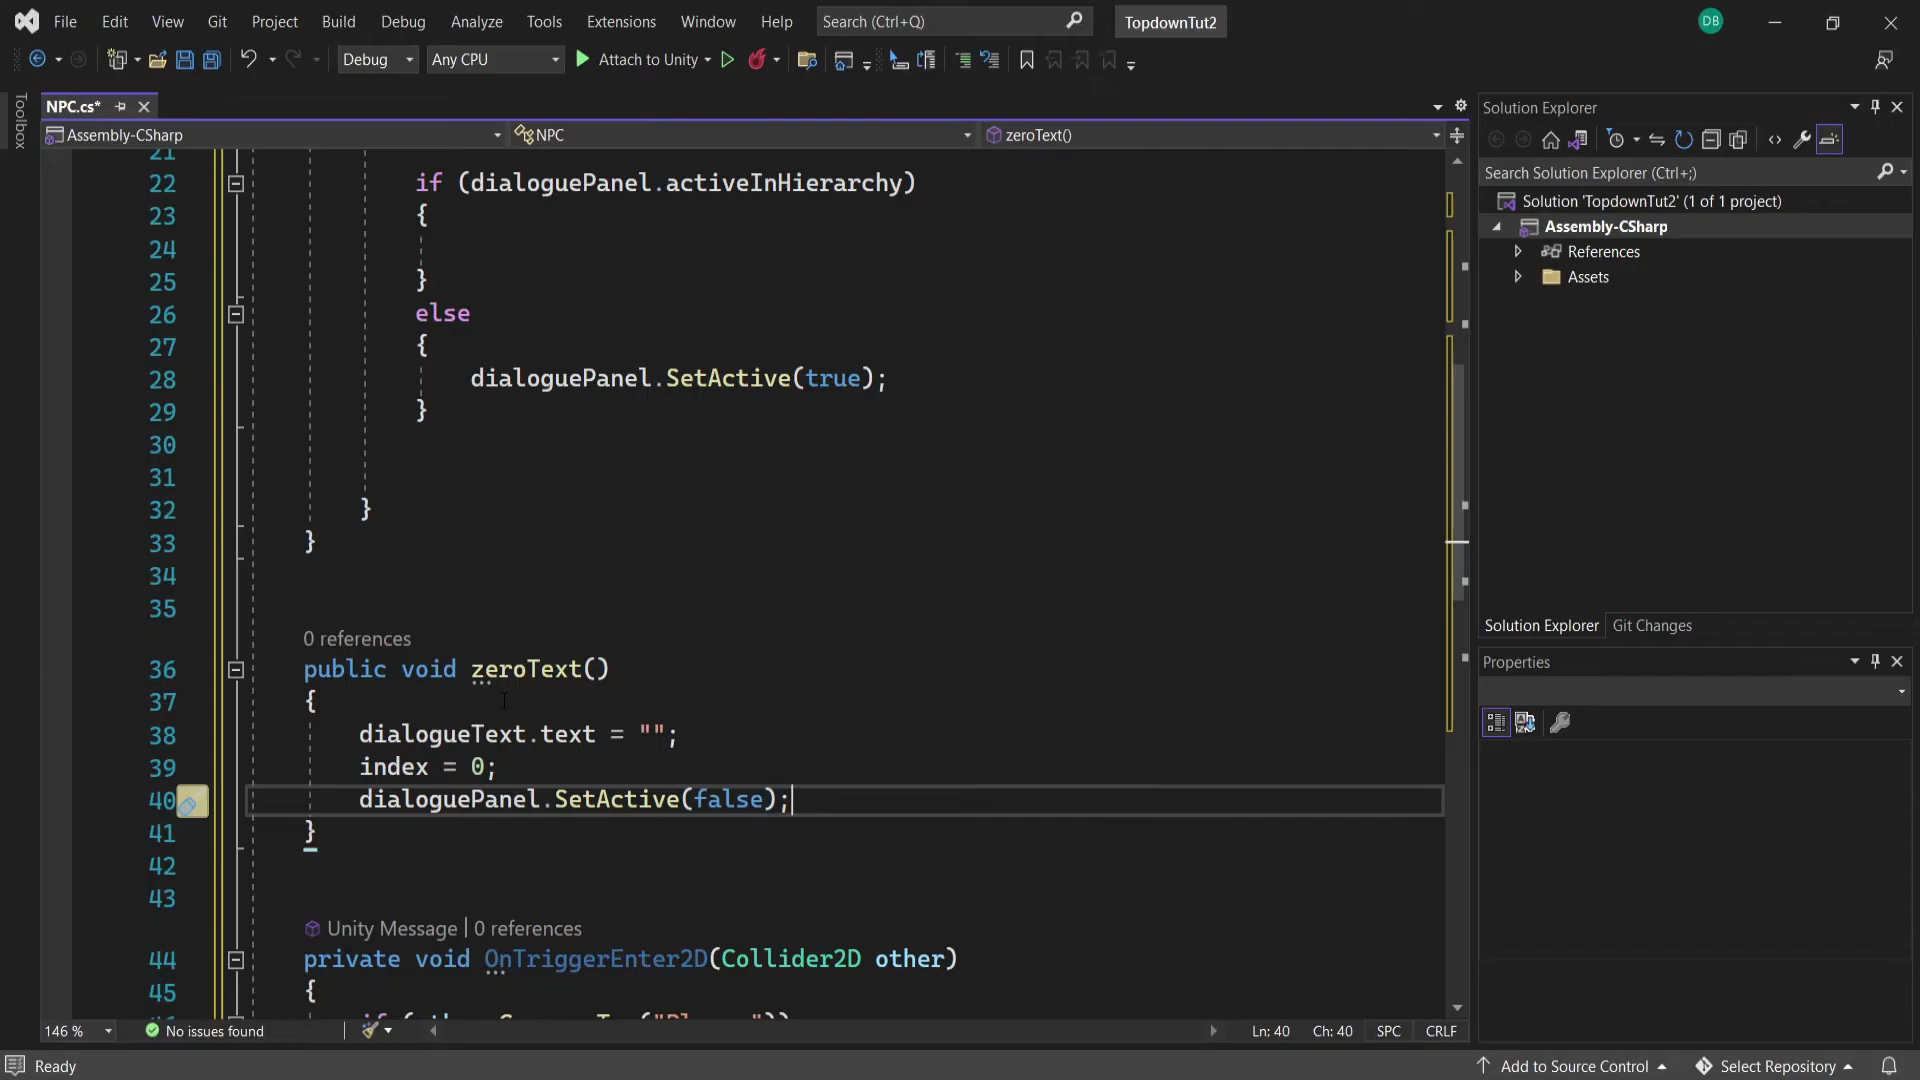 File Edit View Git Project Build Debug Test Analyze Tools Extensions Window Help Search (Ctrl+Q) TopdownTut2 DB
Debug Any CPU Attach to Unity
Toolbox
NPC.cs*
Assembly-CSharp NPC zeroText()
21
22 if (dialoguePanel.activeInHierarchy)
23 {
24
25 }
26 else
27 {
28 dialoguePanel.SetActive(true);
29 }
30
31
32 }
33 }
34
35
0 references
36 public void zeroText()
37 {
38 dialogueText.text = "";
39 index = 0;
40 dialoguePanel.SetActive(false);
41 }
42
43
Unity Message | 0 references
44 private void OnTriggerEnter2D(Collider2D other)
45 {
146 % No issues found Ln: 40 Ch: 40 SPC CRLF
Solution Explorer
Search Solution Explorer (Ctrl+;)
Solution 'TopdownTut2' (1 of 1 project)
Assembly-CSharp
References
Assets
Solution Explorer Git Changes
Properties
Ready Add to Source Control Select Repository